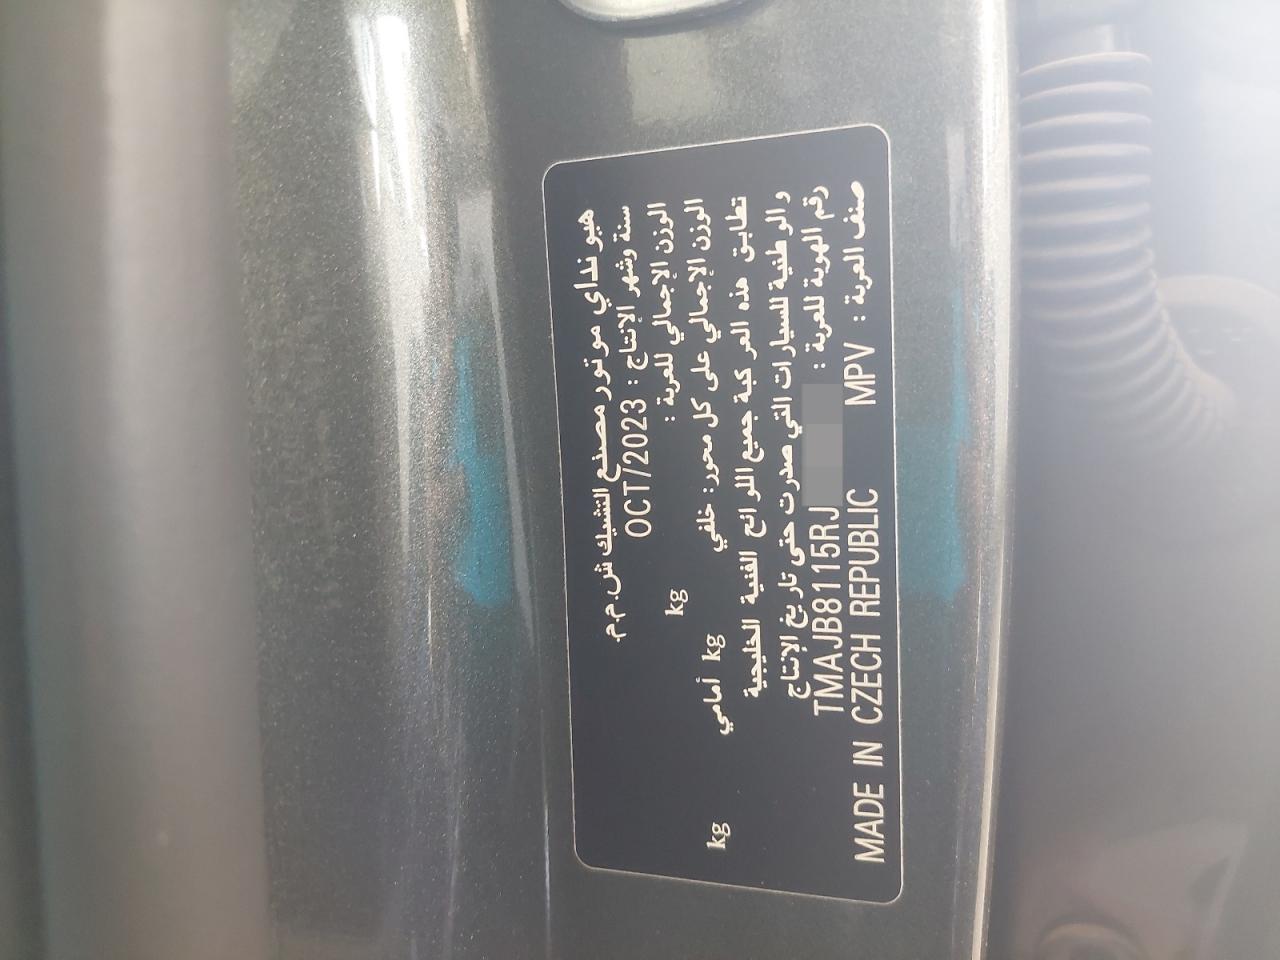 هيونداي موتور مصنع التشيك ش.م.م.
سنة وشهر الإنتاج : OCT/2023
الوزن الإجمالي للعربة : kg
الوزن الإجمالي على كل محور: خلفي kg أمامي kg
تطابق هذه العركبة جميع اللوائح الفنية الخليجية
والوطنية للسيارات التي صدرت حتى تاريخ الإنتاج
رقم الهوية للعربة : TMAJB8115RJ
صنف العربة : MPV MADE IN CZECH REPUBLIC